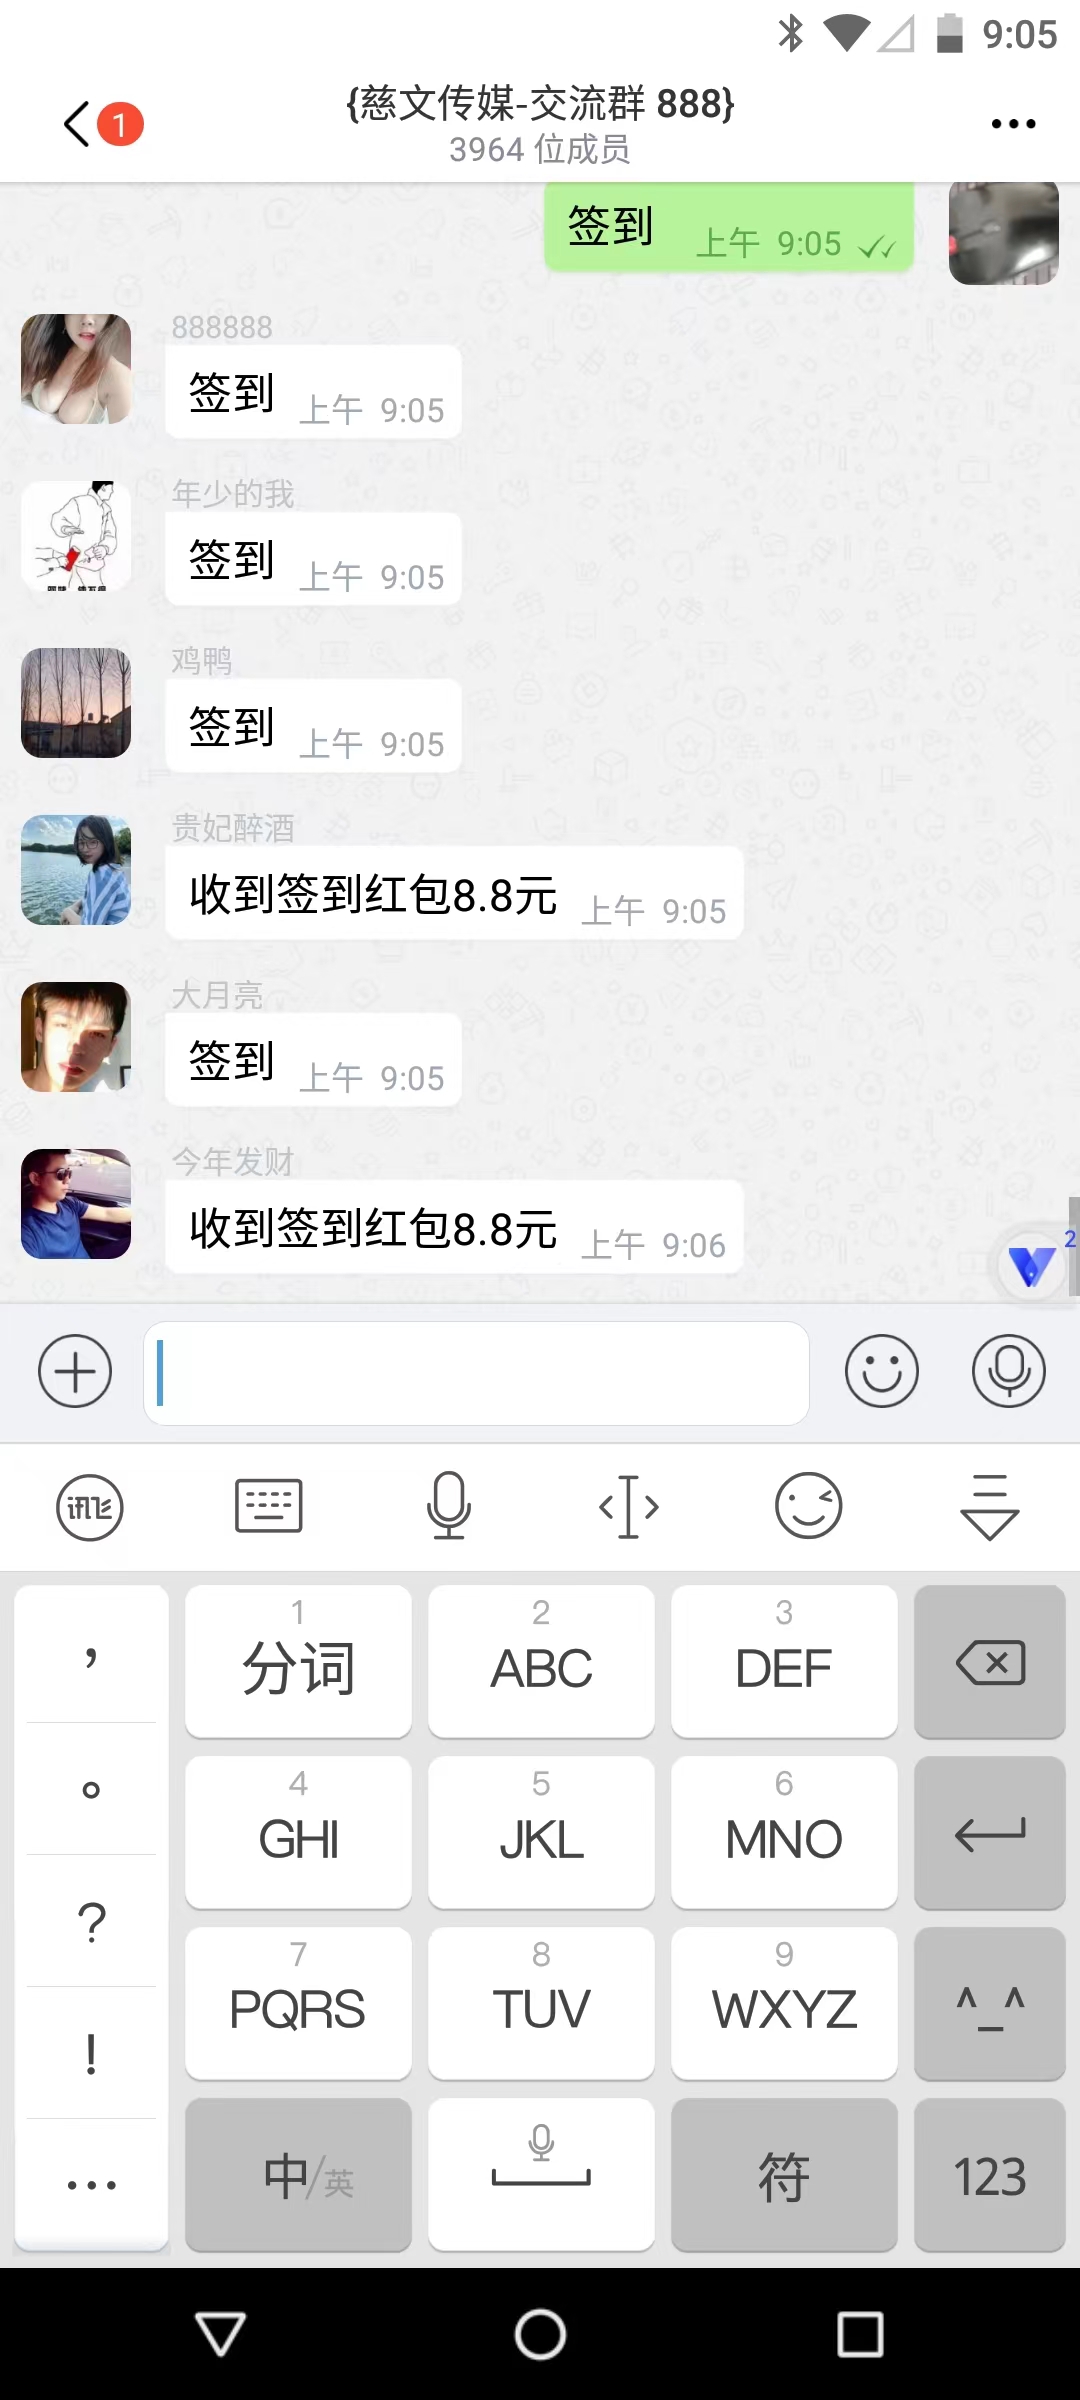 9:05
1
{慈文传媒-交流群 888}
3964 位成员
签到 上午 9:05
888888
签到 上午 9:05
年少的我
签到 上午 9:05
鸡鸭
签到 上午 9:05
贵妃醉酒
收到签到红包8.8元 上午 9:05
大月亮
签到 上午 9:05
今年发财
收到签到红包8.8元 上午 9:06
2
讯飞
， 1 分词 2 ABC 3 DEF
。 4 GHI 5 JKL 6 MNO
? 7 PQRS 8 TUV 9 WXYZ ^_^
!
… 中/英 符 123